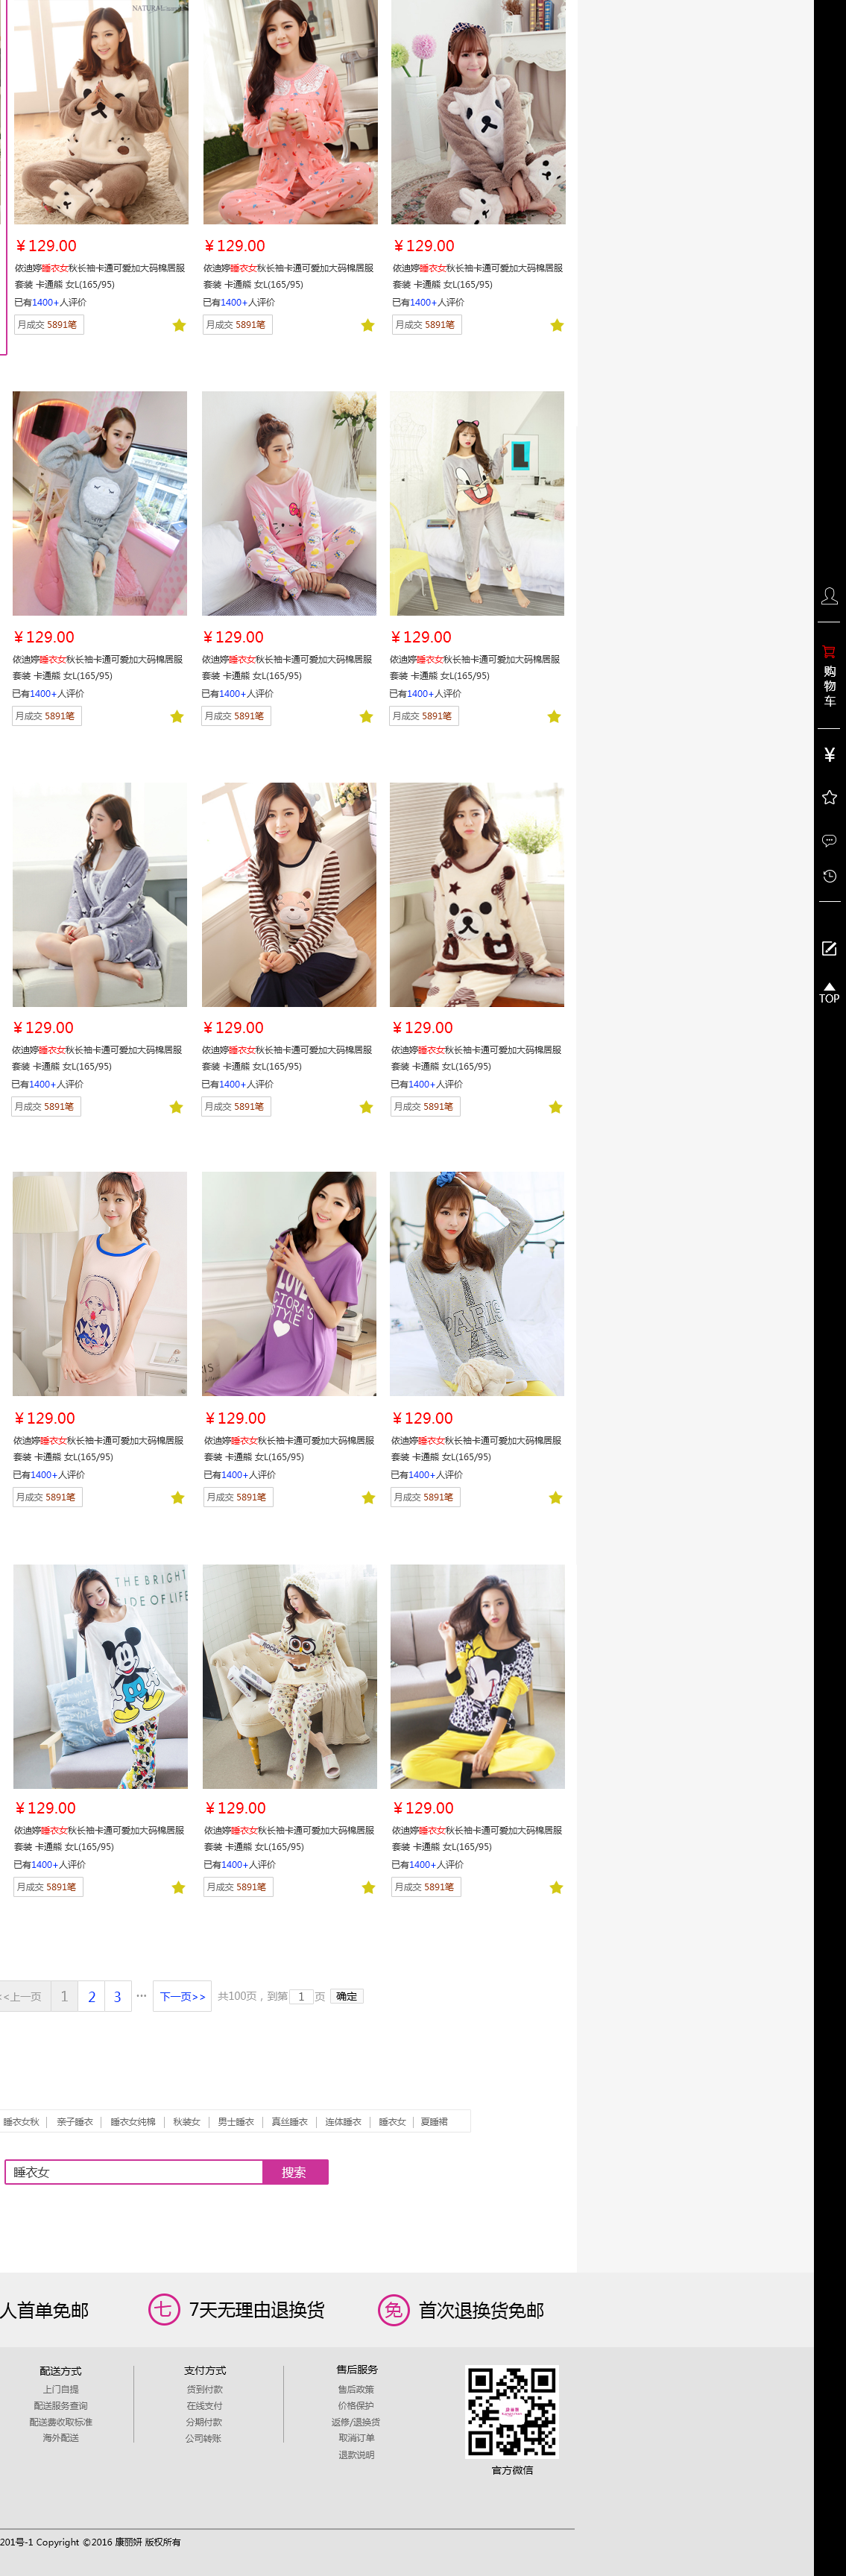 NATURAL
¥129.00
依迪婷睡衣女秋长袖卡通可爱加大码棉居服
套装 卡通熊 女L(165/95)
已有1400+人评价
月成交 5891笔
¥129.00
依迪婷睡衣女秋长袖卡通可爱加大码棉居服
套装 卡通熊 女L(165/95)
已有1400+人评价
月成交 5891笔
¥129.00
依迪婷睡衣女秋长袖卡通可爱加大码棉居服
套装 卡通熊 女L(165/95)
已有1400+人评价
月成交 5891笔
¥129.00
依迪婷睡衣女秋长袖卡通可爱加大码棉居服
套装 卡通熊 女L(165/95)
已有1400+人评价
月成交 5891笔
¥129.00
依迪婷睡衣女秋长袖卡通可爱加大码棉居服
套装 卡通熊 女L(165/95)
已有1400+人评价
月成交 5891笔
¥129.00
依迪婷睡衣女秋长袖卡通可爱加大码棉居服
套装 卡通熊 女L(165/95)
已有1400+人评价
月成交 5891笔
购物车
¥
TOP
¥129.00
依迪婷睡衣女秋长袖卡通可爱加大码棉居服
套装 卡通熊 女L(165/95)
已有1400+人评价
月成交 5891笔
¥129.00
依迪婷睡衣女秋长袖卡通可爱加大码棉居服
套装 卡通熊 女L(165/95)
已有1400+人评价
月成交 5891笔
¥129.00
依迪婷睡衣女秋长袖卡通可爱加大码棉居服
套装 卡通熊 女L(165/95)
已有1400+人评价
月成交 5891笔
LOVE
CTORA'S
STYLE
PARIS
¥129.00
依迪婷睡衣女秋长袖卡通可爱加大码棉居服
套装 卡通熊 女L(165/95)
已有1400+人评价
月成交 5891笔
¥129.00
依迪婷睡衣女秋长袖卡通可爱加大码棉居服
套装 卡通熊 女L(165/95)
已有1400+人评价
月成交 5891笔
¥129.00
依迪婷睡衣女秋长袖卡通可爱加大码棉居服
套装 卡通熊 女L(165/95)
已有1400+人评价
月成交 5891笔
THE BRIGHT
SIDE OF LIFE
ROCKY
¥129.00
依迪婷睡衣女秋长袖卡通可爱加大码棉居服
套装 卡通熊 女L(165/95)
已有1400+人评价
月成交 5891笔
¥129.00
依迪婷睡衣女秋长袖卡通可爱加大码棉居服
套装 卡通熊 女L(165/95)
已有1400+人评价
月成交 5891笔
¥129.00
依迪婷睡衣女秋长袖卡通可爱加大码棉居服
套装 卡通熊 女L(165/95)
已有1400+人评价
月成交 5891笔
<<上一页 1 2 3 ··· 下一页>> 共100页，到第 1 页 确定
睡衣女秋 | 亲子睡衣 | 睡衣女纯棉 | 秋装女 | 男士睡衣 | 真丝睡衣 | 连体睡衣 | 睡衣女 | 夏睡裙
睡衣女 搜索
人首单免邮 七 7天无理由退换货 免 首次退换货免邮
配送方式
上门自提
配送服务查询
配送费收取标准
海外配送
支付方式
货到付款
在线支付
分期付款
公司转账
售后服务
售后政策
价格保护
返修/退换货
取消订单
退款说明
官方微信
201号-1 Copyright ©2016 康丽妍 版权所有